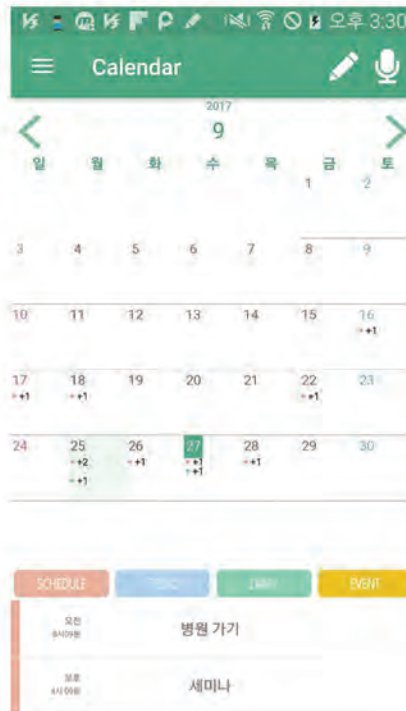 오후 3:30
Calendar
2017
9
일 월 화 수 목 금 토
1 2
3 4 5 6 7 8 9
10 11 12 13 14 15 16
+1
17 18 19 20 21 22 23
+1 +1 +1
24 25 26 27 28 29 30
+2 +1 +1 +1
+1 +1
SCHEDULE EVENT
오전
병원 가기
오후
세미나